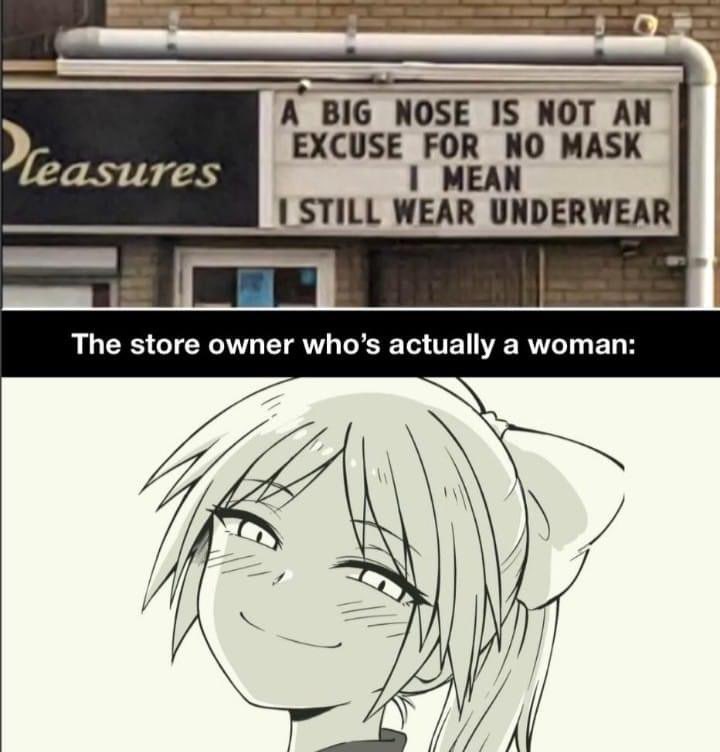 Pleasures
A BIG NOSE IS NOT AN
EXCUSE FOR NO MASK
I MEAN
I STILL WEAR UNDERWEAR
The store owner who's actually a woman: